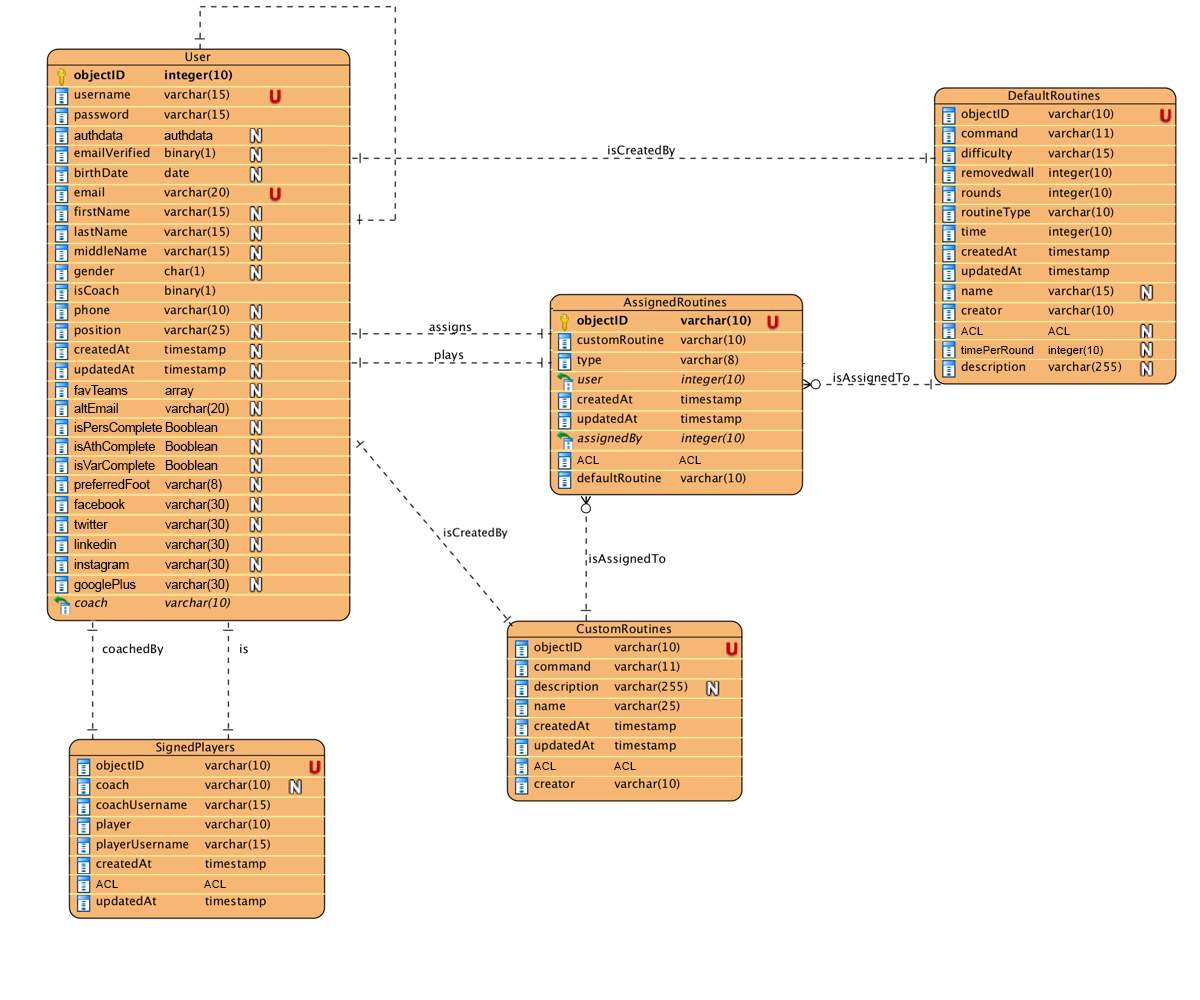 User
objectID integer(10)
username varchar(15) U
password varchar(15)
authdata authdata N
emailVerified binary(1) N
birthDate date N
email varchar(20) U
firstName varchar(15) N
lastName varchar(15) N
middleName varchar(15) N
gender char(1) N
isCoach binary(1)
phone varchar(10) N
position varchar(25) N
createdAt timestamp N
updatedAt timestamp N
favTeams array N
altEmail varchar(20) N
isPersComplete Booblean N
isAthComplete Booblean N
isVarComplete Booblean N
preferredFoot varchar(8) N
facebook varchar(30) N
twitter varchar(30) N
linkedin varchar(30) N
instagram varchar(30) N
googlePlus varchar(30) N
coach varchar(10)
isCreatedBy
DefaultRoutines
objectID varchar(10) U
command varchar(11)
difficulty varchar(15)
removedwall integer(10)
rounds integer(10)
routineType varchar(10)
time integer(10)
createdAt timestamp
updatedAt timestamp
name varchar(15) N
creator varchar(10)
ACL ACL N
timePerRound integer(10) N
description varchar(255) N
assigns
plays
AssignedRoutines
objectID varchar(10) U
customRoutine varchar(10)
type varchar(8)
user integer(10)
createdAt timestamp
updatedAt timestamp
assignedBy integer(10)
ACL ACL
defaultRoutine varchar(10)
isAssignedTo
isCreatedBy
isAssignedTo
CustomRoutines
objectID varchar(10) U
command varchar(11)
description varchar(255) N
name varchar(25)
createdAt timestamp
updatedAt timestamp
ACL ACL
creator varchar(10)
coachedBy
is
SignedPlayers
objectID varchar(10) U
coach varchar(10) N
coachUsername varchar(15)
player varchar(10)
playerUsername varchar(15)
createdAt timestamp
ACL ACL
updatedAt timestamp